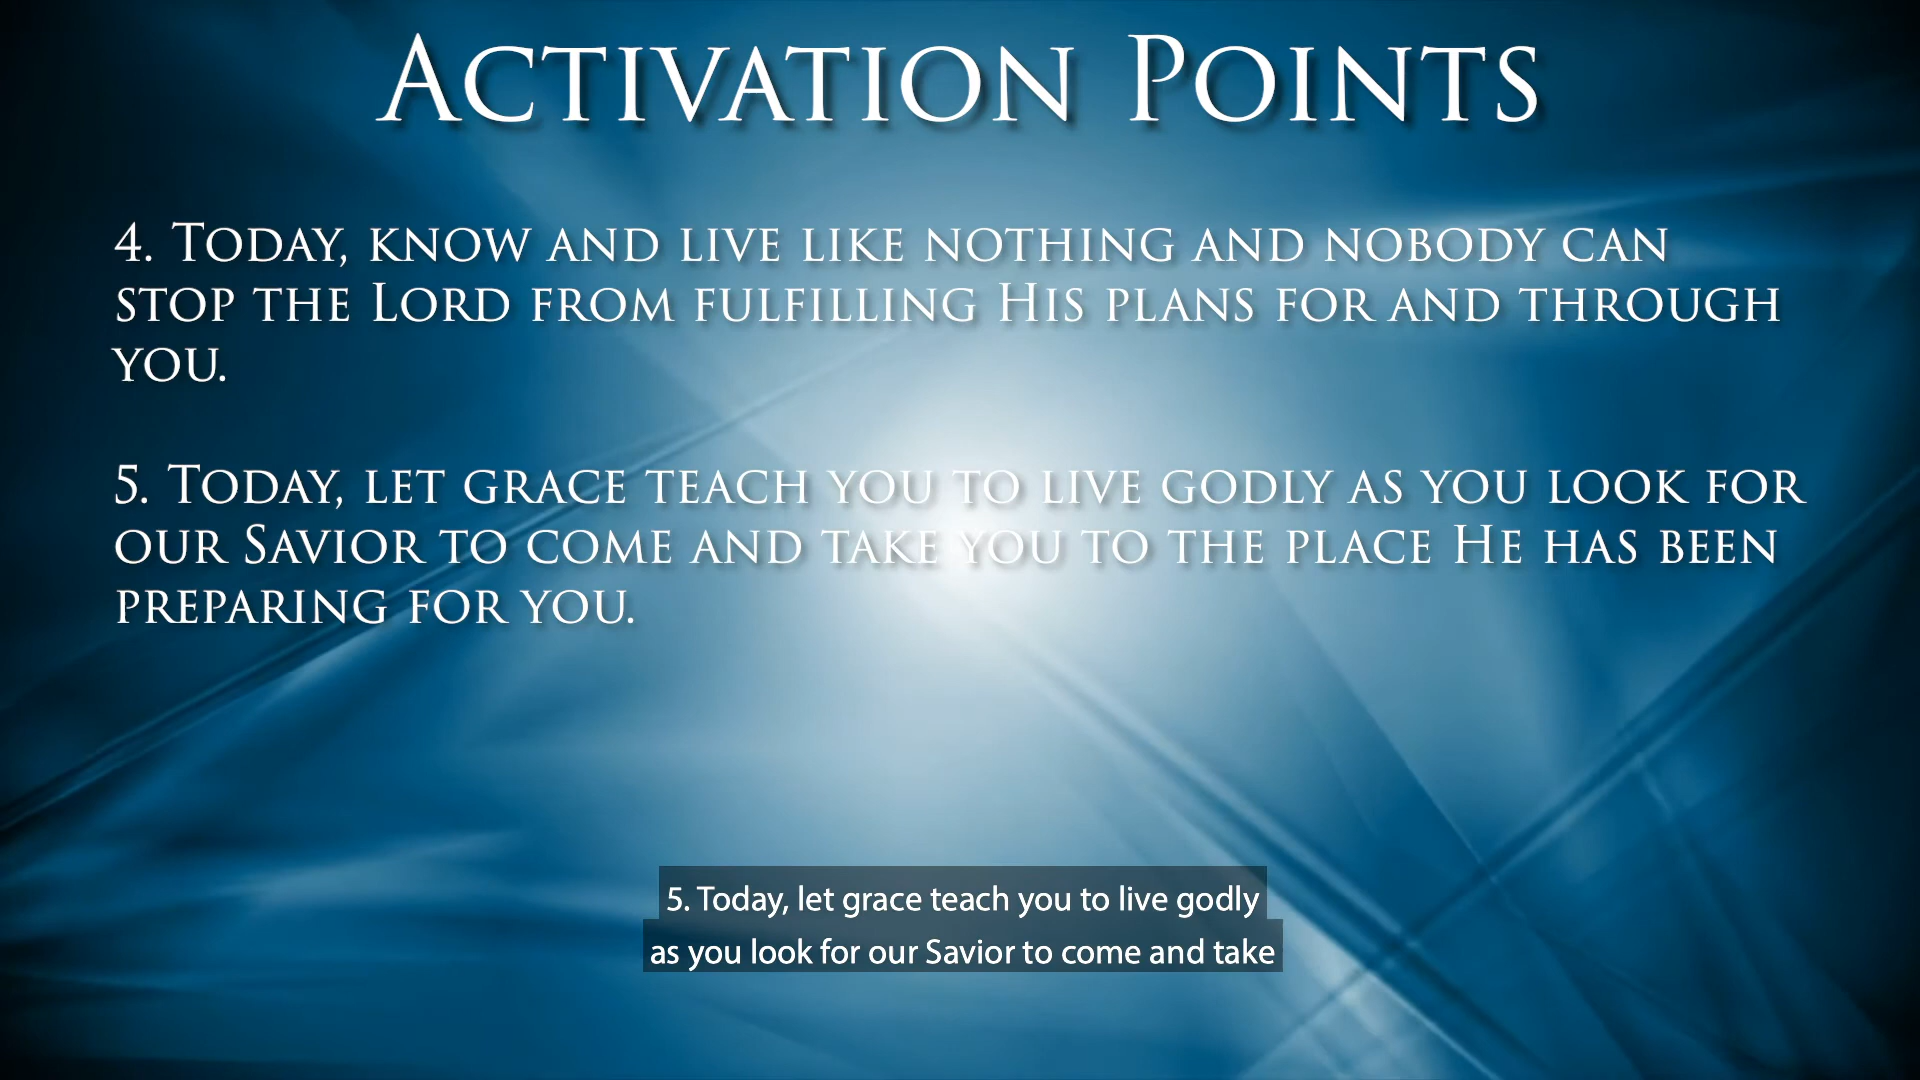 Activation Points
4. Today, know and live like nothing and nobody can
stop the Lord from fulfilling His plans for and through
you.
5. Today, let grace teach you to live godly as you look for
our Savior to come and take you to the place He has been
preparing for you.
5. Today, let grace teach you to live godly
as you look for our Savior to come and take